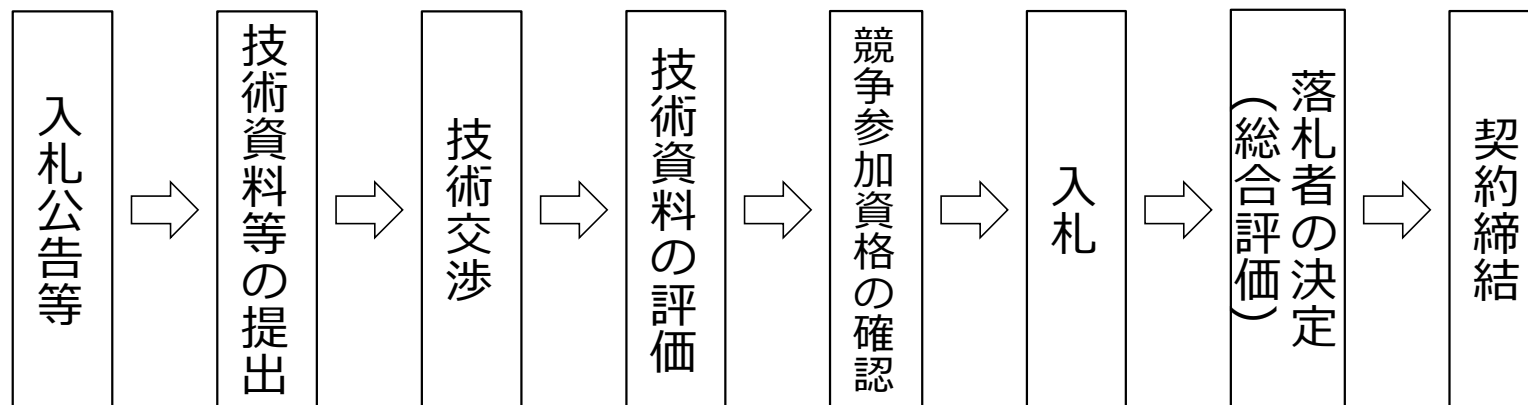 入札公告等
技術資料等の提出
技術交渉
技術資料の評価
競争参加資格の確認
入札
落札者の決定
(総合評価)
契約締結